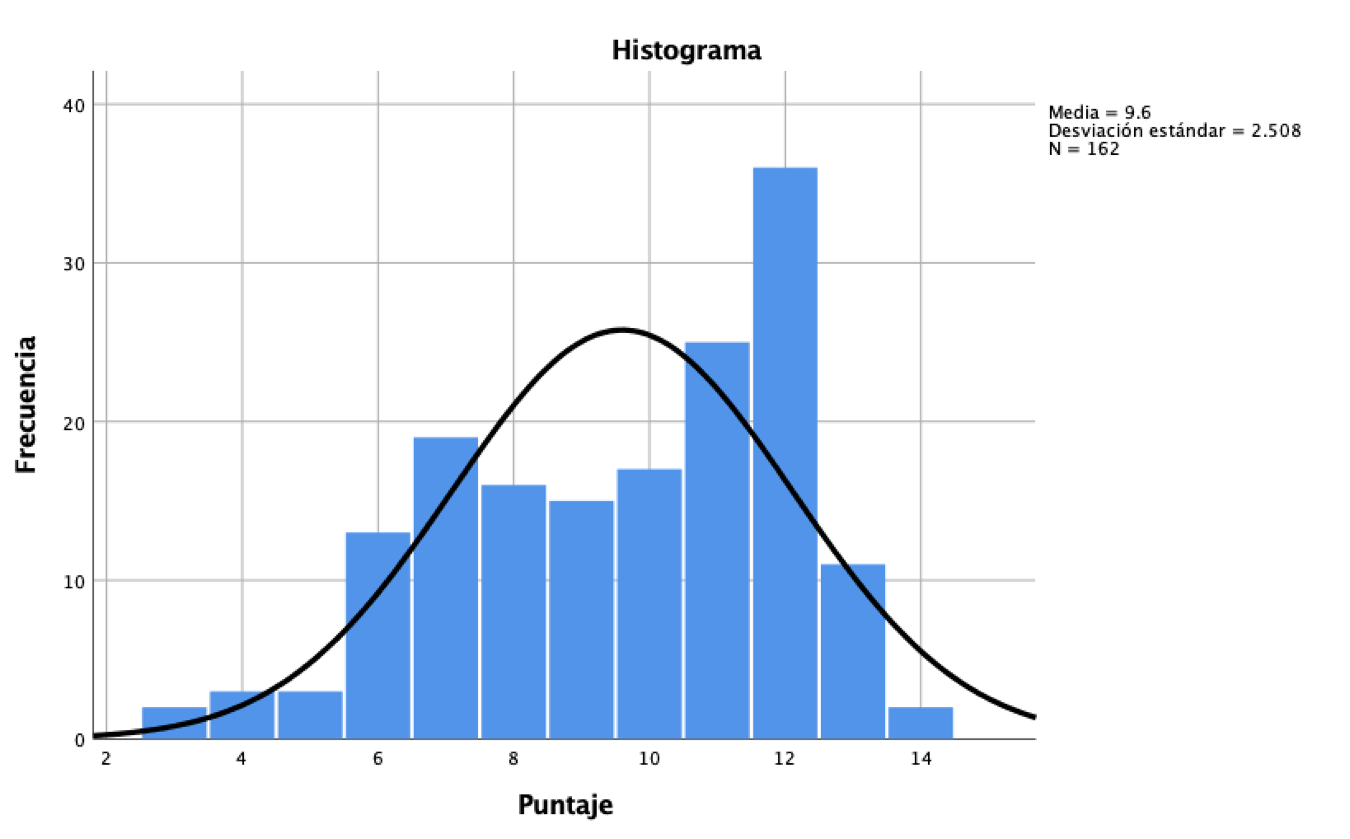 Histograma
Media = 9.6
Desviación estándar = 2.508
N = 162
Frecuencia
40
30
20
10
0
2 4 6 8 10 12 14
Puntaje